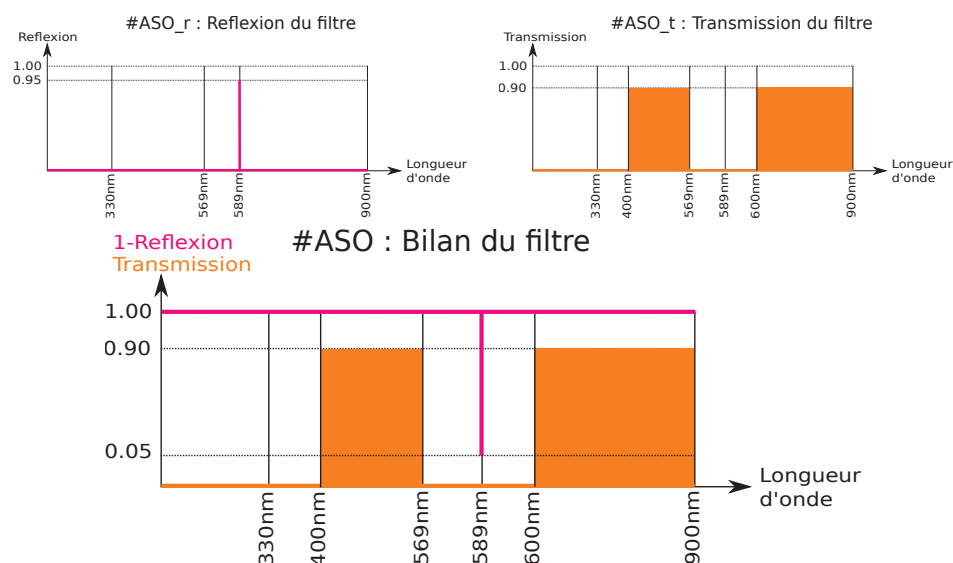 #ASO_r : Reflexion du filtre
Reflexion
1.00
0.95
330nm
569nm
589nm
900nm
Longueur
d'onde
#ASO_t : Transmission du filtre
Transmission
1.00
0.90
330nm
400nm
569nm
589nm
600nm
900nm
Longueur
d'onde
#ASO : Bilan du filtre
1-Reflexion
Transmission
1.00
0.90
0.05
330nm
400nm
569nm
589nm
600nm
900nm
Longueur
d'onde